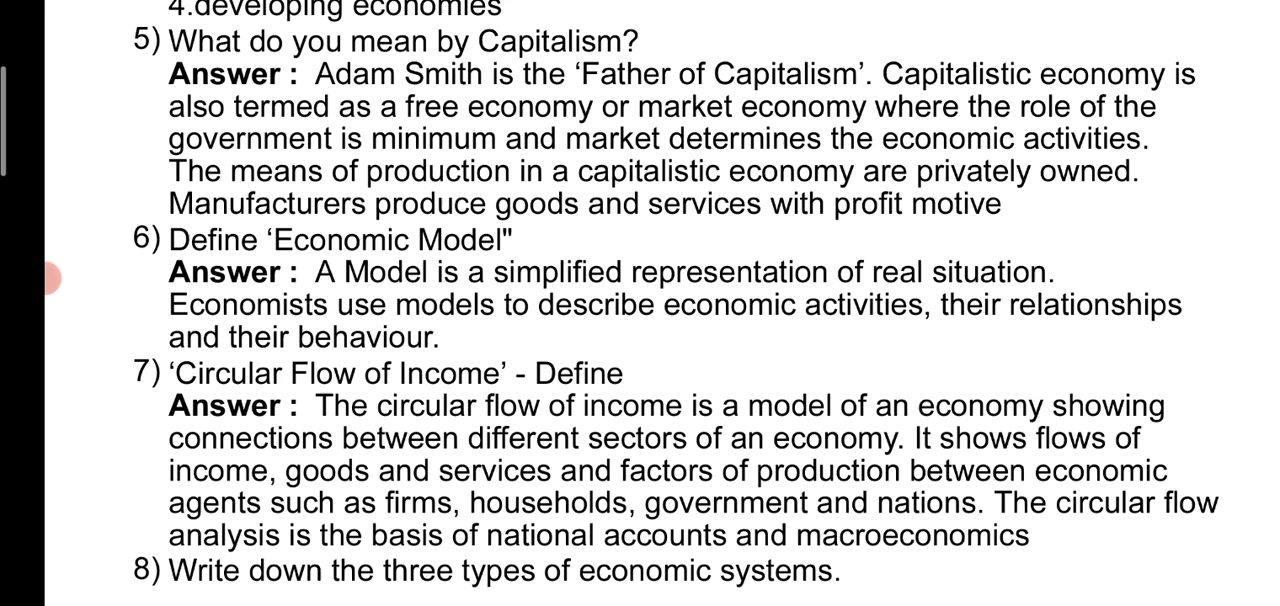 4.developing economies
5) What do you mean by Capitalism?
Answer : Adam Smith is the ‘Father of Capitalism’. Capitalistic economy is
also termed as a free economy or market economy where the role of the
government is minimum and market determines the economic activities.
The means of production in a capitalistic economy are privately owned.
Manufacturers produce goods and services with profit motive
6) Define ‘Economic Model"
Answer : A Model is a simplified representation of real situation.
Economists use models to describe economic activities, their relationships
and their behaviour.
7) ‘Circular Flow of Income’ - Define
Answer : The circular flow of income is a model of an economy showing
connections between different sectors of an economy. It shows flows of
income, goods and services and factors of production between economic
agents such as firms, households, government and nations. The circular flow
analysis is the basis of national accounts and macroeconomics
8) Write down the three types of economic systems.